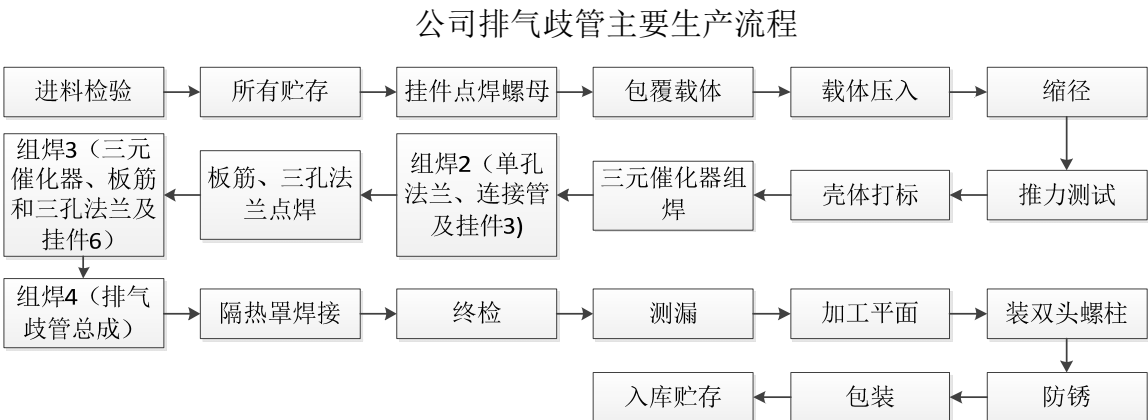 公司排气歧管主要生产流程
进料检验
所有贮存
挂件点焊螺母
包覆载体
载体压入
缩径
推力测试
壳体打标
三元催化器组
焊
组焊2（单孔
法兰、连接管
及挂件3)
板筋、三孔法
兰点焊
组焊3（三元
催化器、板筋
和三孔法兰及
挂件6）
组焊4（排气
歧管总成）
隔热罩焊接
终检
测漏
加工平面
装双头螺柱
防锈
包装
入库贮存